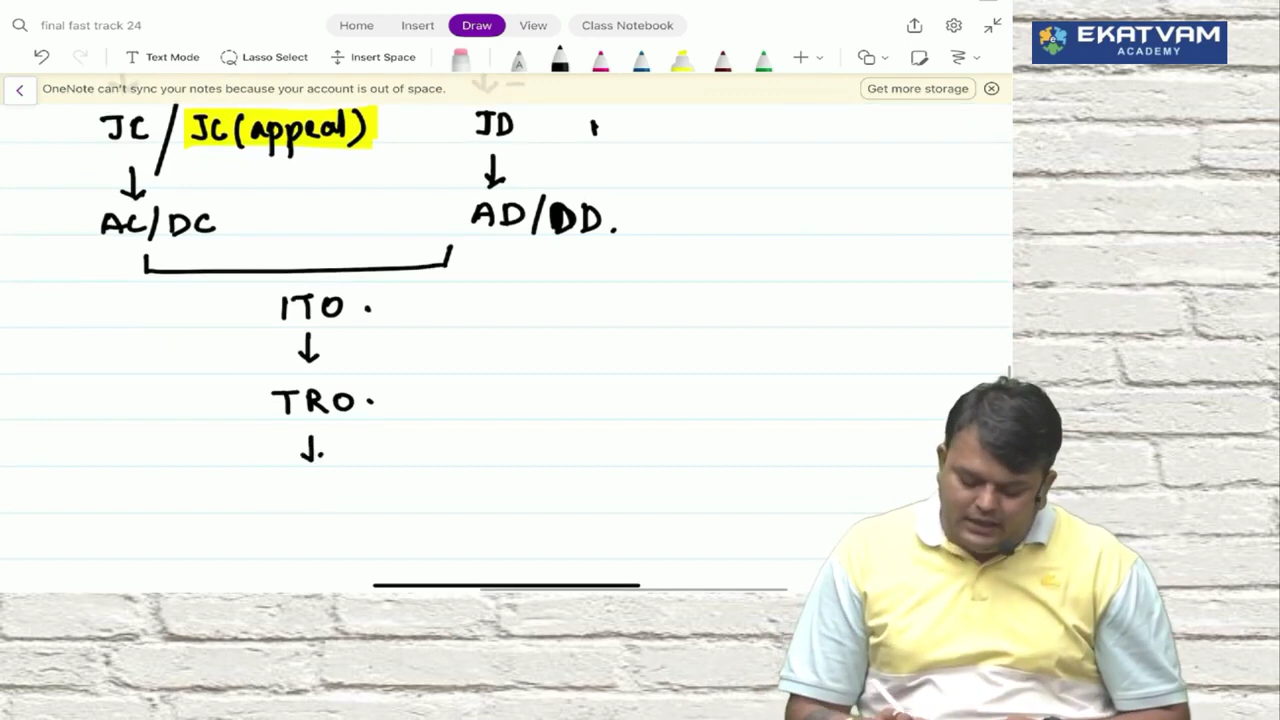 final fast track 24
Home Insert Draw View Class Notebook
Text Mode Lasso Select Insert Space
OneNote can't sync your notes because your account is out of space. Get more storage
JC / JC (appeal) JD
AC/DC AD/DD.
ITO .
TRO .
EKATVAM
ACADEMY